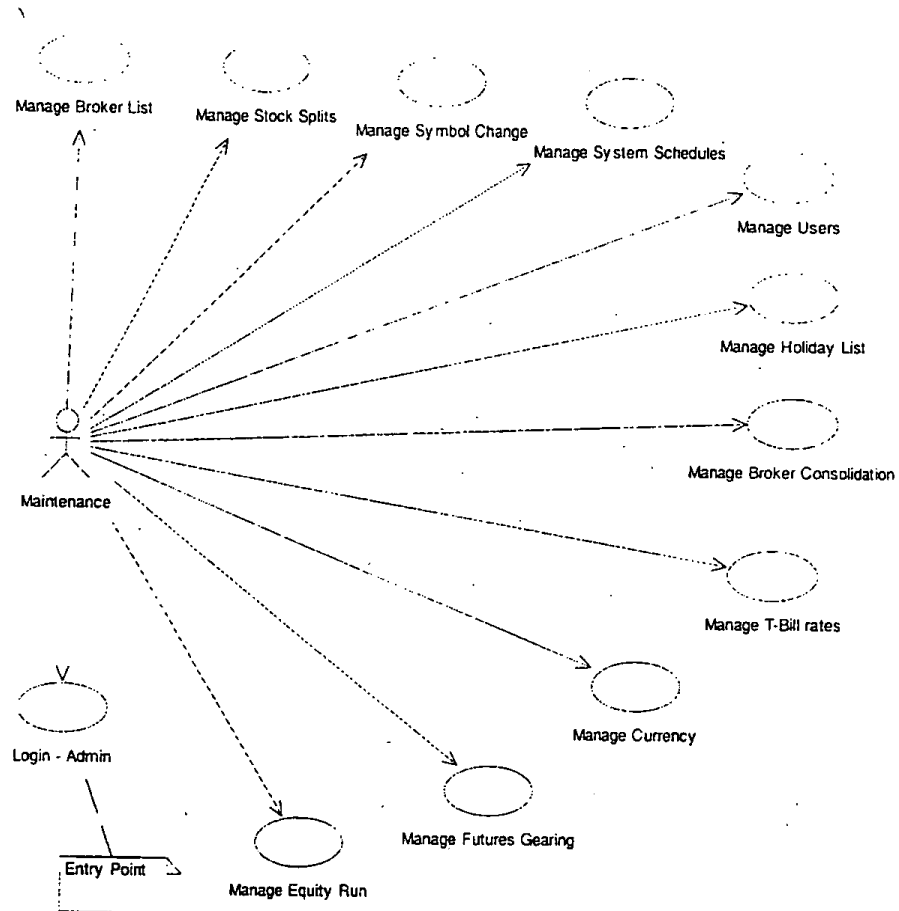 Manage Broker List
Manage Stock Splits
Manage Symbol Change
Manage System Schedules
Manage Users
Manage Holiday List
Manage Broker Consolidation
Maintenance
Manage T-Bill rates
Manage Currency
Login - Admin
Manage Futures Gearing
Entry Point
Manage Equity Run